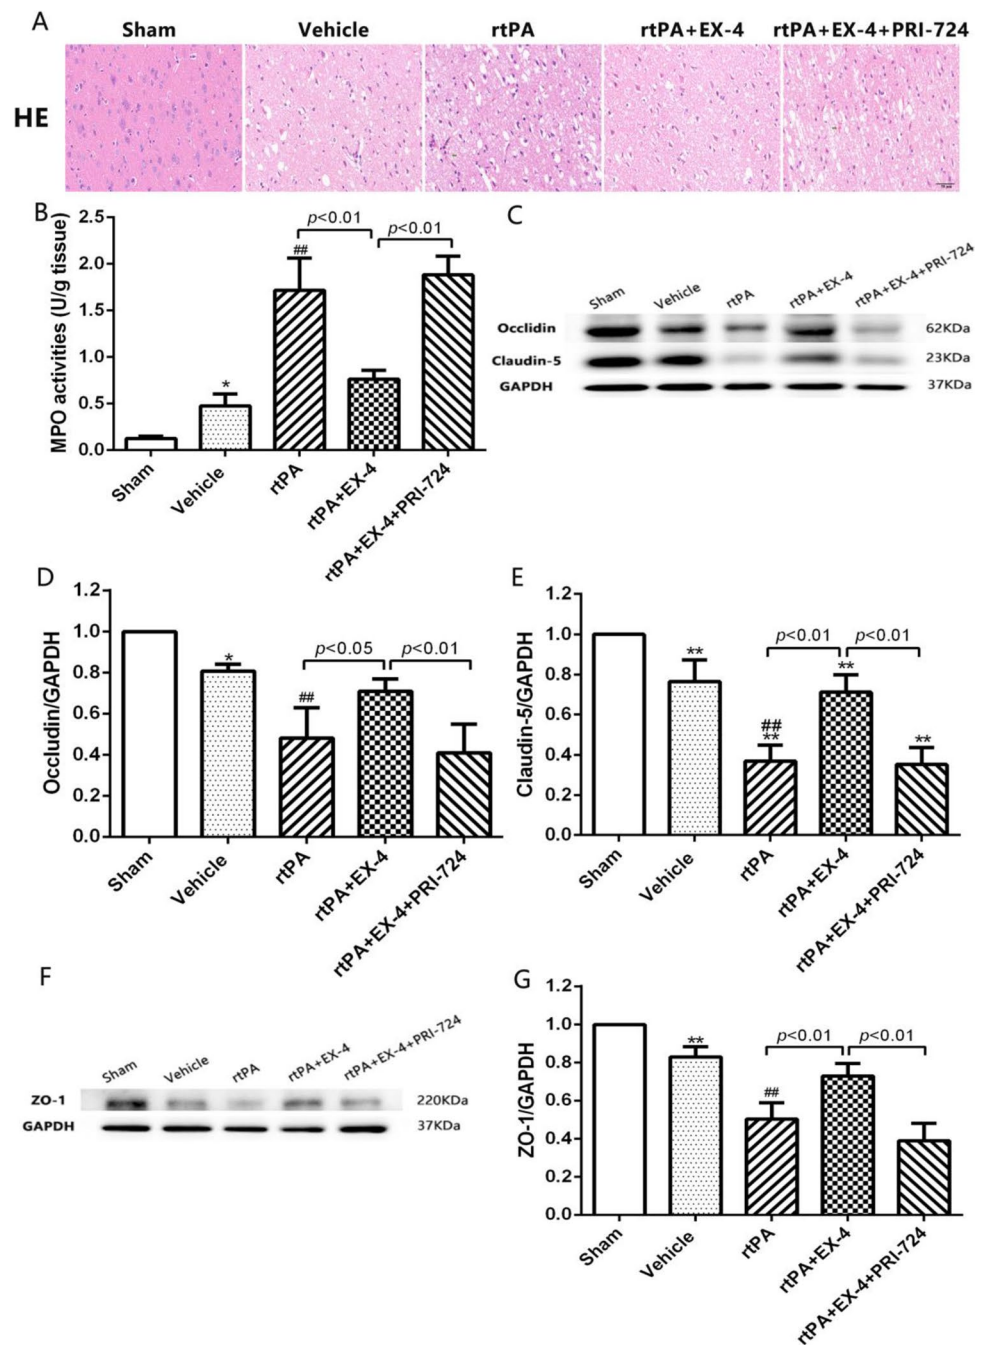 A
Sham Vehicle rtPA rtPA+EX-4 rtPA+EX-4+PRI-724
HE
B
MPO activities (U/g tissue)
2.5
2.0
1.5
1.0
0.5
0.0
*
##
p<0.01
p<0.01
Sham
Vehicle
rtPA
rtPA+EX-4
rtPA+EX-4+PRI-724
C
Sham Vehicle rtPA rtPA+EX-4 rtPA+EX-4+PRI-724
Occlidin 62KDa
Claudin-5 23KDa
GAPDH 37KDa
D
Occludin/GAPDH
1.2
1.0
0.8
0.6
0.4
0.2
0.0
*
##
p<0.05
p<0.01
Sham
Vehicle
rtPA
rtPA+EX-4
rtPA+EX-4+PRI-724
E
Claudin-5/GAPDH
1.2
1.0
0.8
0.6
0.4
0.2
0.0
**
##
**
**
**
p<0.01
p<0.01
Sham
Vehicle
rtPA
rtPA+EX-4
rtPA+EX-4+PRI-724
F
Sham Vehicle rtPA rtPA+EX-4 rtPA+EX-4+PRI-724
ZO-1 220KDa
GAPDH 37KDa
G
ZO-1/GAPDH
1.2
1.0
0.8
0.6
0.4
0.2
0.0
**
##
p<0.01
p<0.01
Sham
Vehicle
rtPA
rtPA+EX-4
rtPA+EX-4+PRI-724